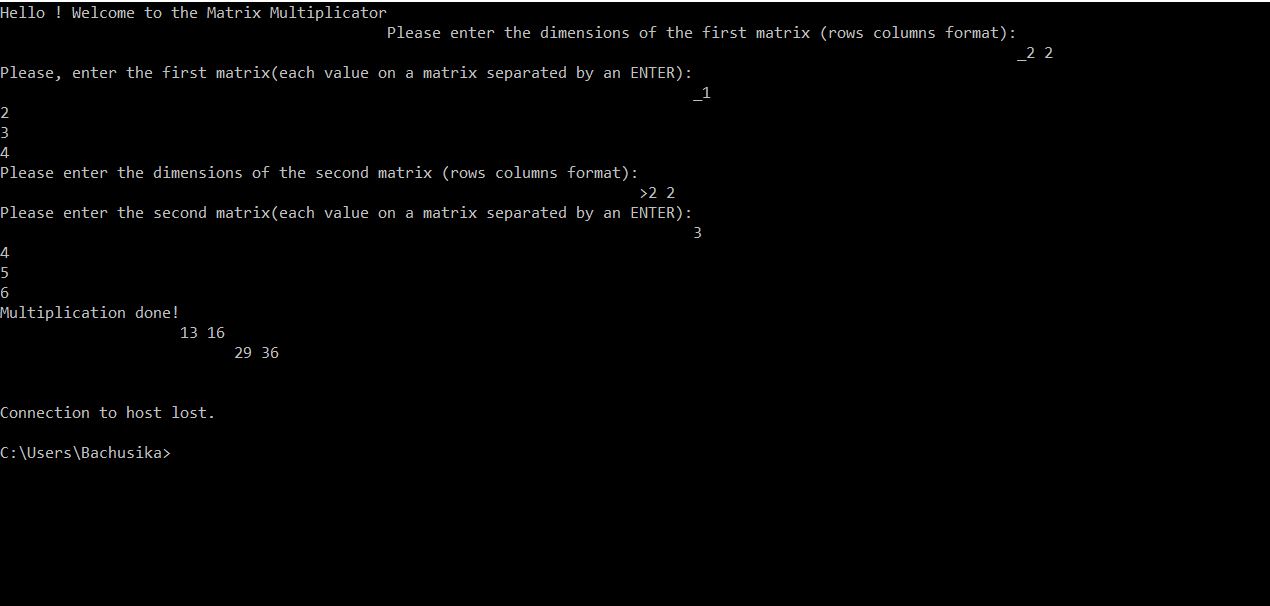 Hello ! Welcome to the Matrix Multiplicator
Please enter the dimensions of the first matrix (rows columns format):
_2 2
Please, enter the first matrix(each value on a matrix separated by an ENTER):
_1
2
3
4
Please enter the dimensions of the second matrix (rows columns format):
>2 2
Please enter the second matrix(each value on a matrix separated by an ENTER):
3
4
5
6
Multiplication done!
13 16
29 36
Connection to host lost.
C:\Users\Bachusika>